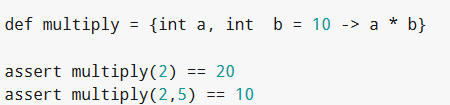 def multiply = {int a, int  b = 10 -> a * b}
assert multiply(2) == 20
assert multiply(2,5) == 10